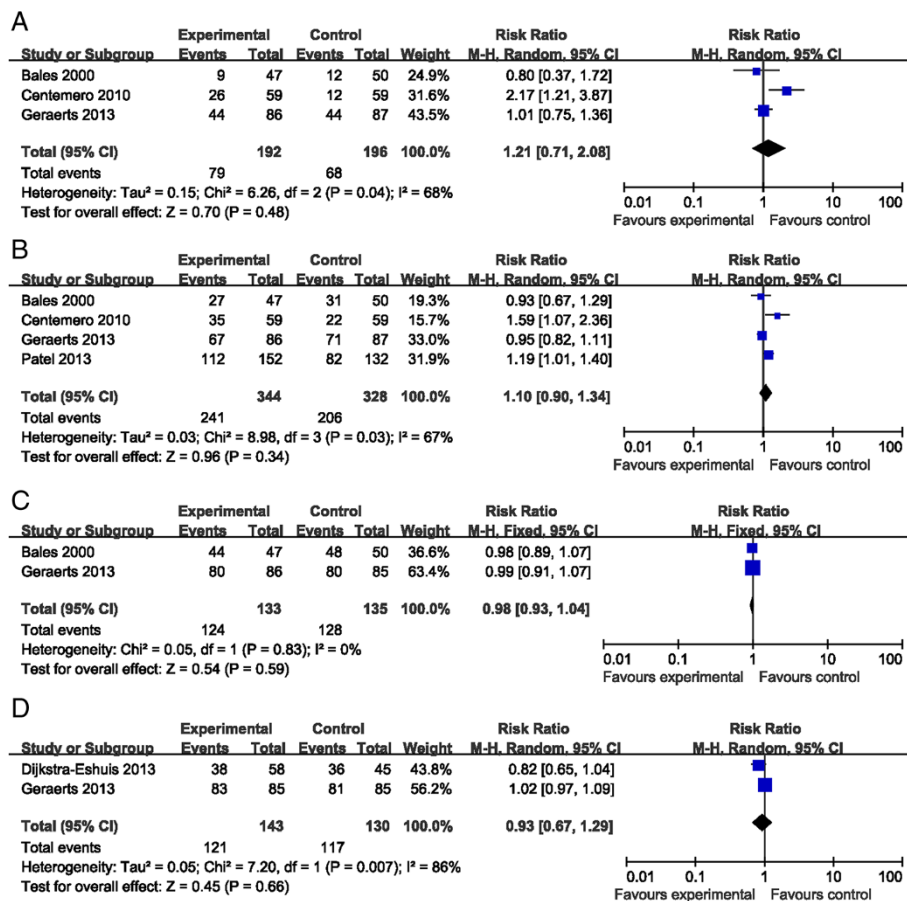 A
Experimental Control Risk Ratio Risk Ratio
Study or Subgroup Events Total Events Total Weight M-H. Random. 95% CI M-H. Random. 95% CI
Bales 2000 9 47 12 50 24.9% 0.80 [0.37, 1.72]
Centemero 2010 26 59 12 59 31.6% 2.17 [1.21, 3.87]
Geraerts 2013 44 86 44 87 43.5% 1.01 [0.75, 1.36]
Total (95% CI) 192 196 100.0% 1.21 [0.71, 2.08]
Total events 79 68
Heterogeneity: Tau² = 0.15; Chi² = 6.26, df = 2 (P = 0.04); I² = 68%
Test for overall effect: Z = 0.70 (P = 0.48)
0.01 0.1 1 10 100
Favours experimental Favours control
B
Experimental Control Risk Ratio Risk Ratio
Study or Subgroup Events Total Events Total Weight M-H. Random. 95% CI M-H. Random. 95% CI
Bales 2000 27 47 31 50 19.3% 0.93 [0.67, 1.29]
Centemero 2010 35 59 22 59 15.7% 1.59 [1.07, 2.36]
Geraerts 2013 67 86 71 87 33.0% 0.95 [0.82, 1.11]
Patel 2013 112 152 82 132 31.9% 1.19 [1.01, 1.40]
Total (95% CI) 344 328 100.0% 1.10 [0.90, 1.34]
Total events 241 206
Heterogeneity: Tau² = 0.03; Chi² = 8.98, df = 3 (P = 0.03); I² = 67%
Test for overall effect: Z = 0.96 (P = 0.34)
0.01 0.1 1 10 100
Favours experimental Favours control
C
Experimental Control Risk Ratio Risk Ratio
Study or Subgroup Events Total Events Total Weight M-H. Fixed. 95% CI M-H. Fixed. 95% CI
Bales 2000 44 47 48 50 36.6% 0.98 [0.89, 1.07]
Geraerts 2013 80 86 80 85 63.4% 0.99 [0.91, 1.07]
Total (95% CI) 133 135 100.0% 0.98 [0.93, 1.04]
Total events 124 128
Heterogeneity: Chi² = 0.05, df = 1 (P = 0.83); I² = 0%
Test for overall effect: Z = 0.54 (P = 0.59)
0.01 0.1 1 10 100
Favours experimental Favours control
D
Experimental Control Risk Ratio Risk Ratio
Study or Subgroup Events Total Events Total Weight M-H. Random. 95% CI M-H. Random. 95% CI
Dijkstra-Eshuis 2013 38 58 36 45 43.8% 0.82 [0.65, 1.04]
Geraerts 2013 83 85 81 85 56.2% 1.02 [0.97, 1.09]
Total (95% CI) 143 130 100.0% 0.93 [0.67, 1.29]
Total events 121 117
Heterogeneity: Tau² = 0.05; Chi² = 7.20, df = 1 (P = 0.007); I² = 86%
Test for overall effect: Z = 0.45 (P = 0.66)
0.01 0.1 1 10 100
Favours experimental Favours control